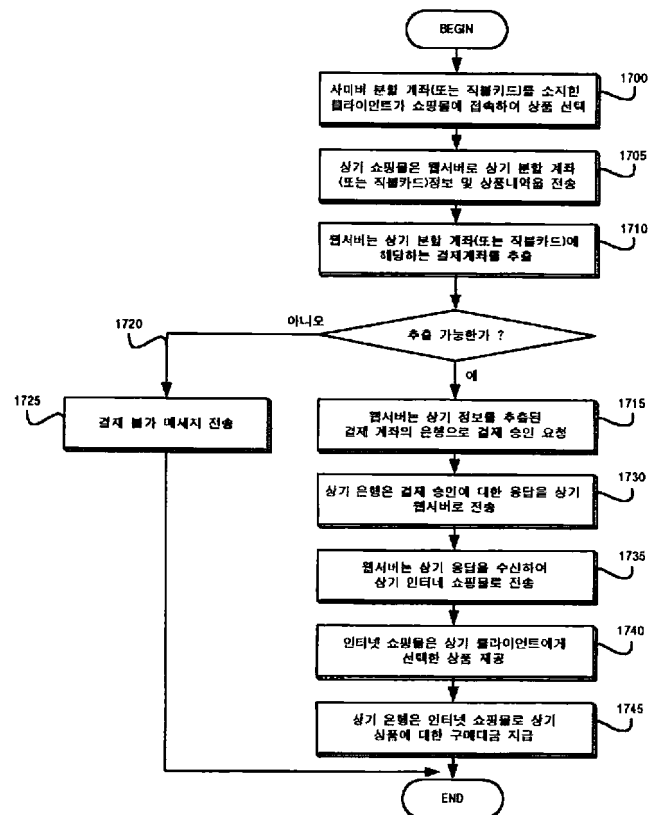 BEGIN
1700
사이버 분할 계좌(또는 직불카드)를 소지한
클라이언트가 쇼핑몰에 접속하여 상품 선택
1705
상기 쇼핑몰은 웹서버로 상기 분할 계좌
(또는 직불카드)정보 및 상품내역을 전송
1710
웹서버는 상기 분할 계좌(또는 직불카드)에
해당하는 결제계좌를 추출
1720
아니오
추출 가능한가 ?
예
1725
결재 불가 메세지 전송
1715
웹서버는 상기 정보를 추출된
결재 계좌의 은행으로 결재 승인 요청
1730
상기 은행은 결재 승인에 대한 응답을 상기
웹서버로 전송
1735
웹서버는 상기 응답을 수신하여
상기 인터네 쇼핑몰로 전송
1740
인터넷 쇼핑몰은 상기 클라이언트에게
선택한 상품 제공
1745
상기 은행은 인터넷 쇼핑몰로 상기
상품에 대한 구매대금 지급
END